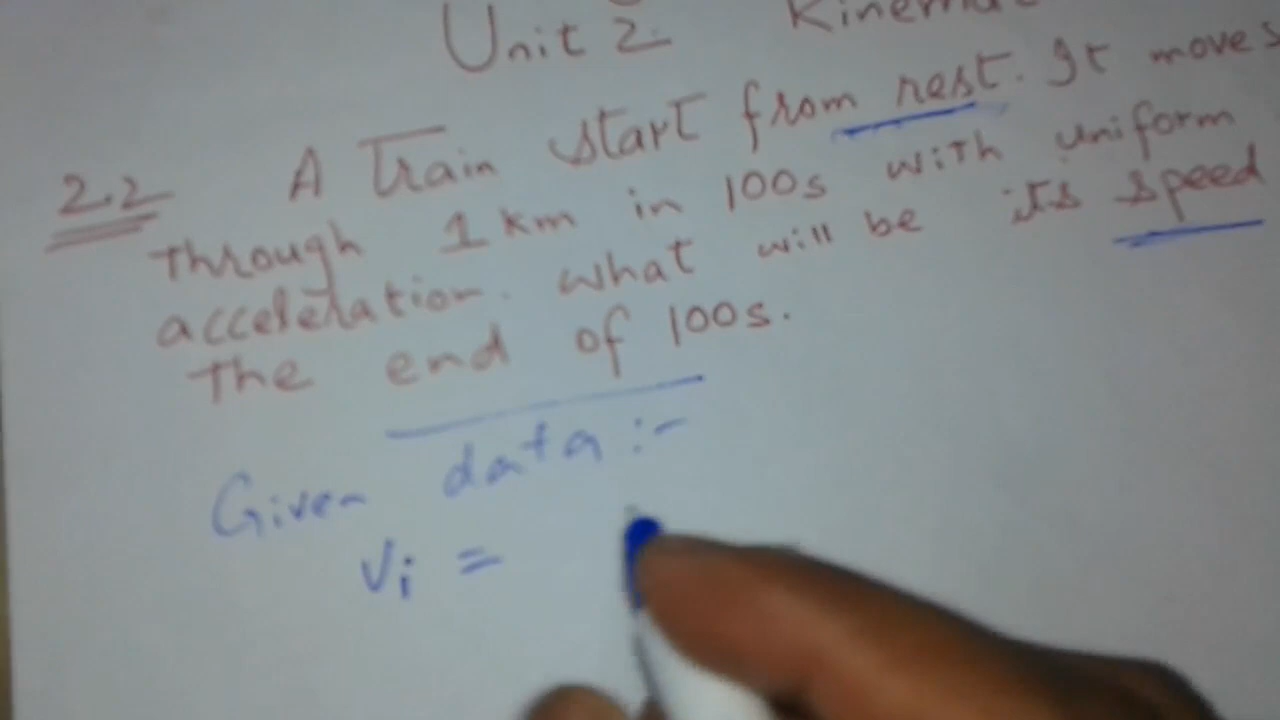 Unit 2 Kinema
2.2 A Train start from rest. It moves
through 1 km in 100s with uniform
acceleration. what will be its speed
The end of 100s.
Given data :-
Vi =